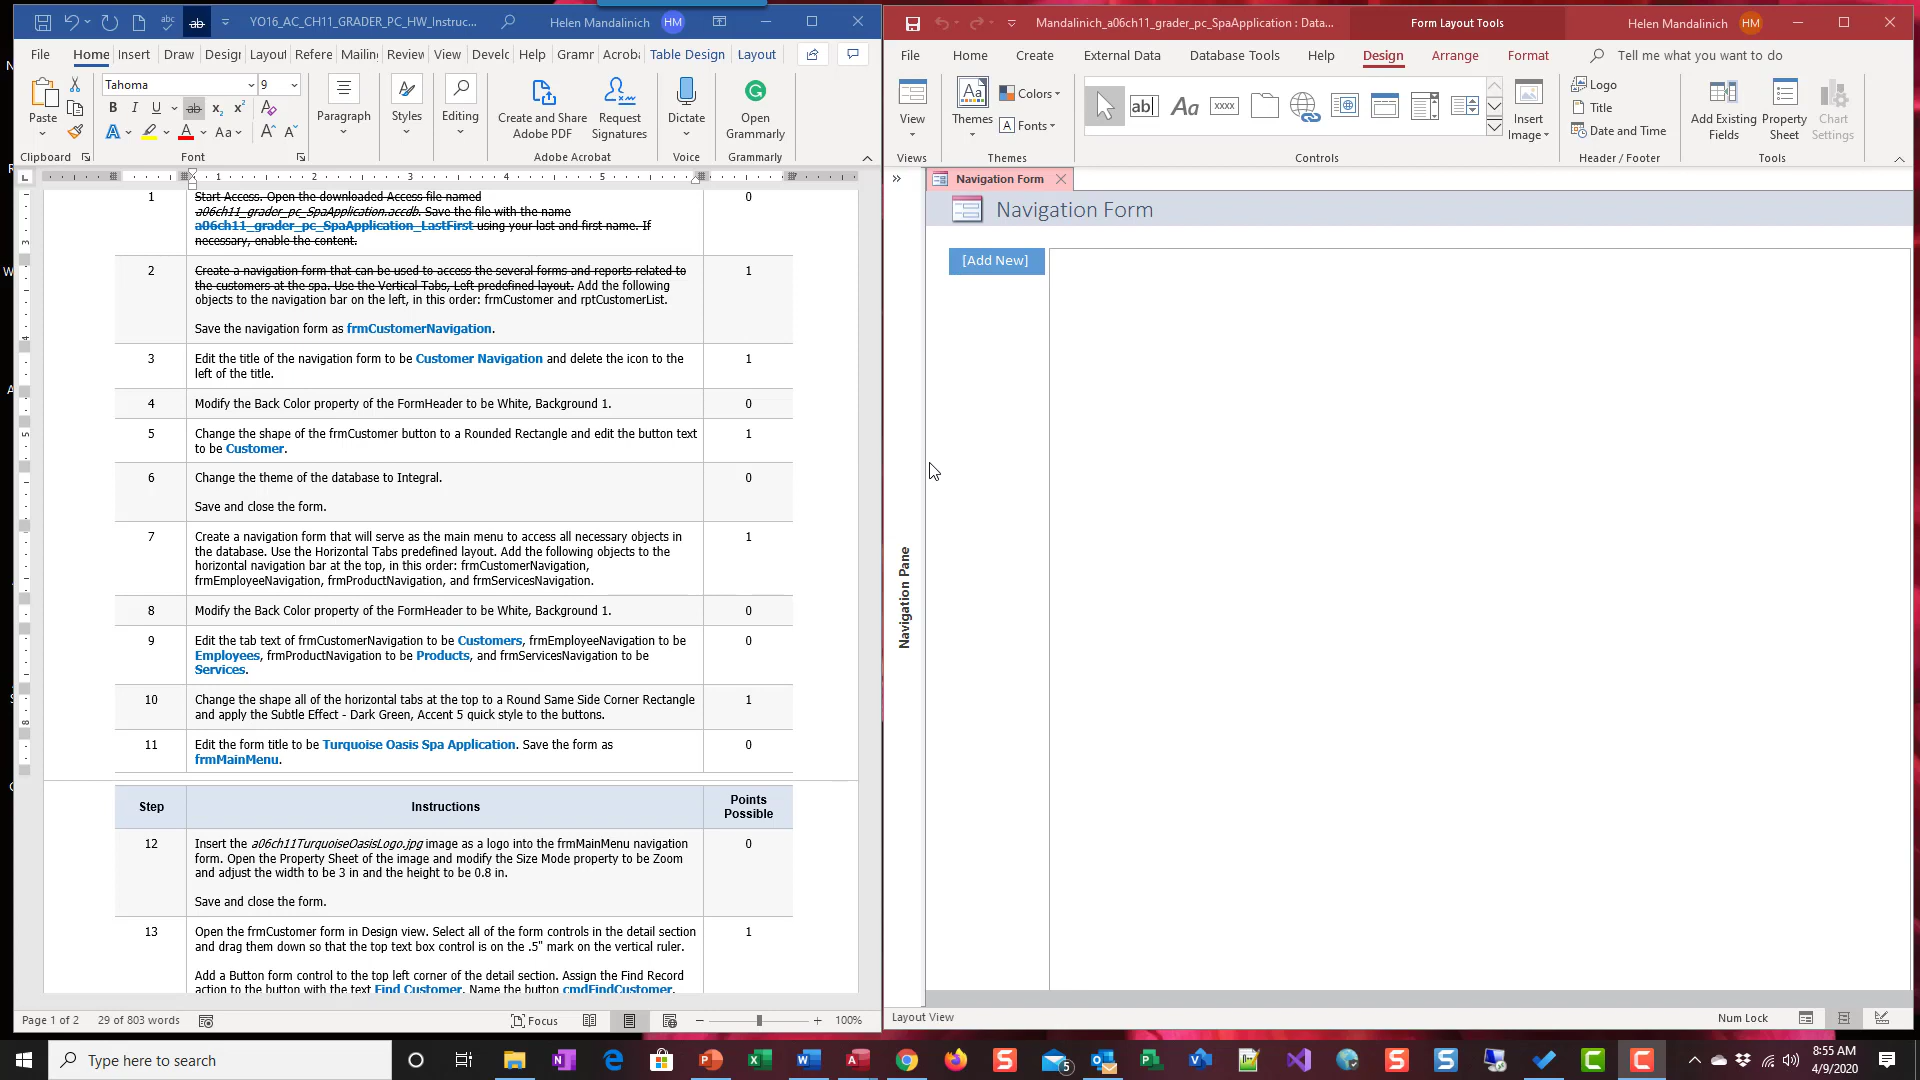 YO16_AC_CH11_GRADER_PC_HW_Instruc...
Helen Mandalinich
HM
File
Home
Insert
Draw
Desigr
Layou
Refere
Mailin
Review
View
Develo
Help
Gramr
Acroba
Table Design
Layout
Tahoma
9
Paste
Clipboard
Font
Paragraph
Styles
Editing
Create and Share
Adobe PDF
Request
Signatures
Adobe Acrobat
Dictate
Voice
Open
Grammarly
Grammarly
1
Start Access. Open the downloaded Access file named
a06ch11_grader_pc_SpaApplication.accdb. Save the file with the name
a06ch11_grader_pc_SpaApplication_LastFirst using your last and first name. If
necessary, enable the content.
0
2
Create a navigation form that can be used to access the several forms and reports related to
the customers at the spa. Use the Vertical Tabs, Left predefined layout. Add the following
objects to the navigation bar on the left, in this order: frmCustomer and rptCustomerList.
Save the navigation form as frmCustomerNavigation.
1
3
Edit the title of the navigation form to be Customer Navigation and delete the icon to the
left of the title.
1
4
Modify the Back Color property of the FormHeader to be White, Background 1.
0
5
Change the shape of the frmCustomer button to a Rounded Rectangle and edit the button text
to be Customer.
1
6
Change the theme of the database to Integral.
Save and close the form.
0
7
Create a navigation form that will serve as the main menu to access all necessary objects in
the database. Use the Horizontal Tabs predefined layout. Add the following objects to the
horizontal navigation bar at the top, in this order: frmCustomerNavigation,
frmEmployeeNavigation, frmProductNavigation, and frmServicesNavigation.
1
8
Modify the Back Color property of the FormHeader to be White, Background 1.
0
9
Edit the tab text of frmCustomerNavigation to be Customers, frmEmployeeNavigation to be
Employees, frmProductNavigation to be Products, and frmServicesNavigation to be
Services.
0
10
Change the shape all of the horizontal tabs at the top to a Round Same Side Corner Rectangle
and apply the Subtle Effect - Dark Green, Accent 5 quick style to the buttons.
1
11
Edit the form title to be Turquoise Oasis Spa Application. Save the form as
frmMainMenu.
0
Step
Instructions
Points
Possible
12
Insert the a06ch11TurquoiseOasisLogo.jpg image as a logo into the frmMainMenu navigation
form. Open the Property Sheet of the image and modify the Size Mode property to be Zoom
and adjust the width to be 3 in and the height to be 0.8 in.
Save and close the form.
0
13
Open the frmCustomer form in Design view. Select all of the form controls in the detail section
and drag them down so that the top text box control is on the .5" mark on the vertical ruler.
Add a Button form control to the top left corner of the detail section. Assign the Find Record
action to the button with the text Find Customer. Name the button cmdFindCustomer.
1
Page 1 of 2
29 of 803 words
Focus
100%
Mandalinich_a06ch11_grader_pc_SpaApplication : Data...
Form Layout Tools
Helen Mandalinich
HM
File
Home
Create
External Data
Database Tools
Help
Design
Arrange
Format
Tell me what you want to do
View
Views
Themes
Colors
Fonts
Themes
Controls
Insert
Image
Logo
Title
Date and Time
Header / Footer
Add Existing
Fields
Property
Sheet
Chart
Settings
Tools
Navigation Form
Navigation Form
[Add New]
Navigation Pane
Layout View
Num Lock
Type here to search
8:55 AM
4/9/2020